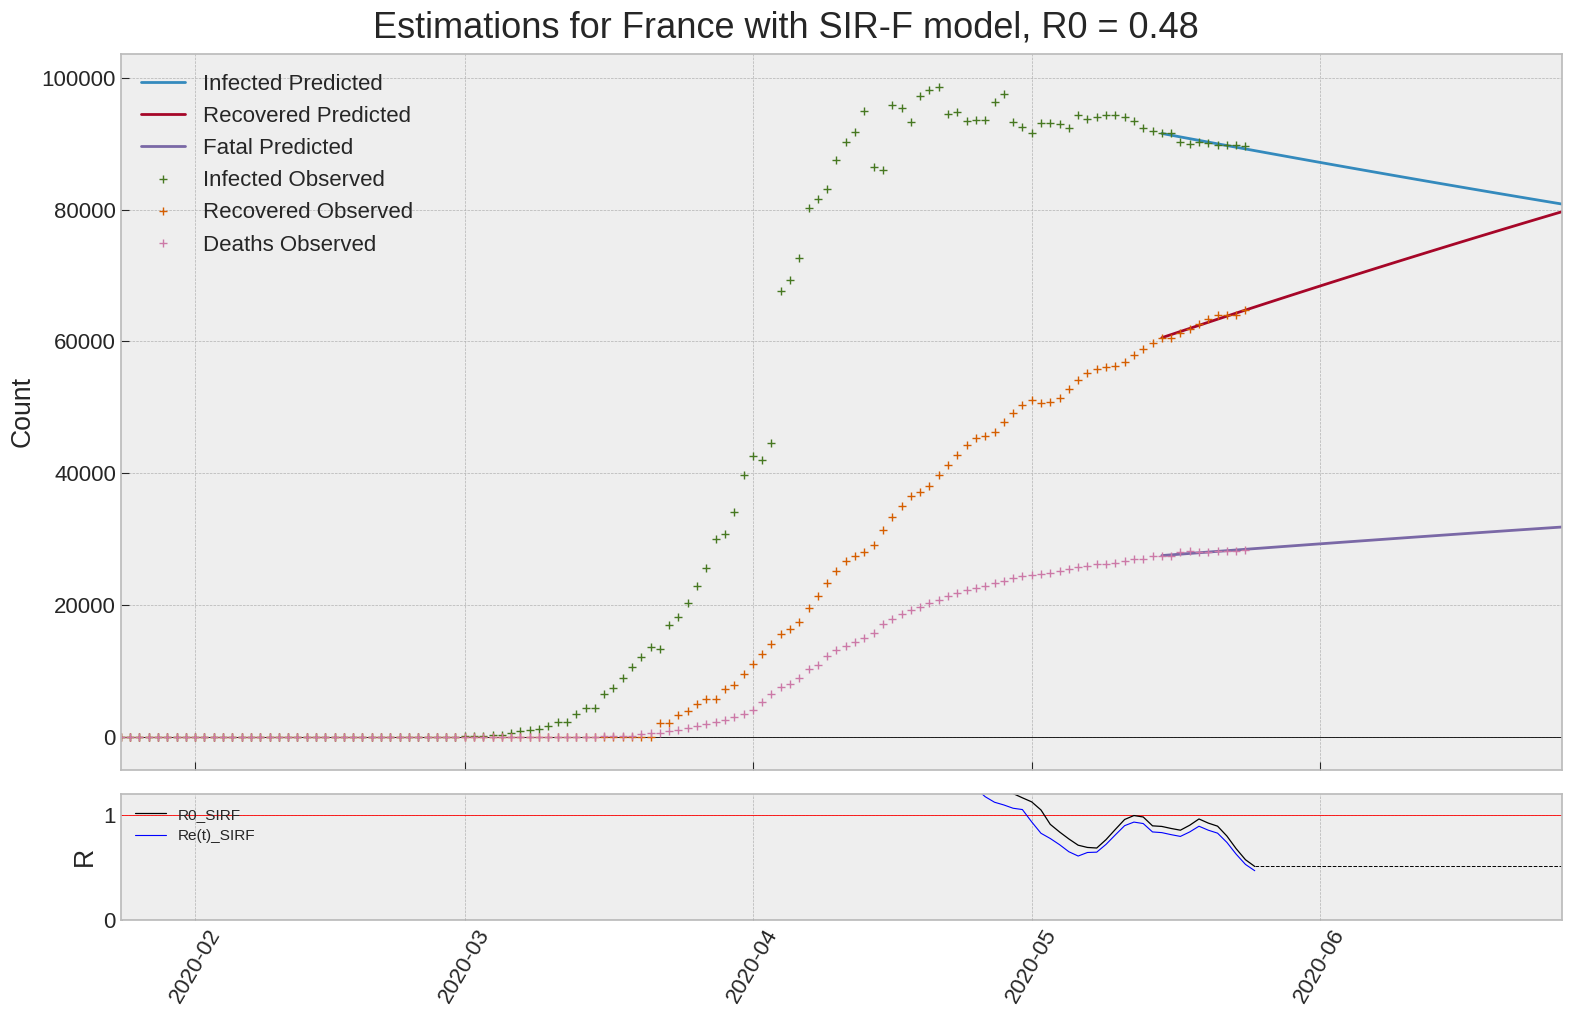 Estimations for France with SIR-F model, R0 = 0.48
100000
80000
60000
40000
20000
0
Count
Infected Predicted
Recovered Predicted
Fatal Predicted
Infected Observed
Recovered Observed
Deaths Observed
1
0
R
R0_SIRF
Re(t)_SIRF
2020-02
2020-03
2020-04
2020-05
2020-06